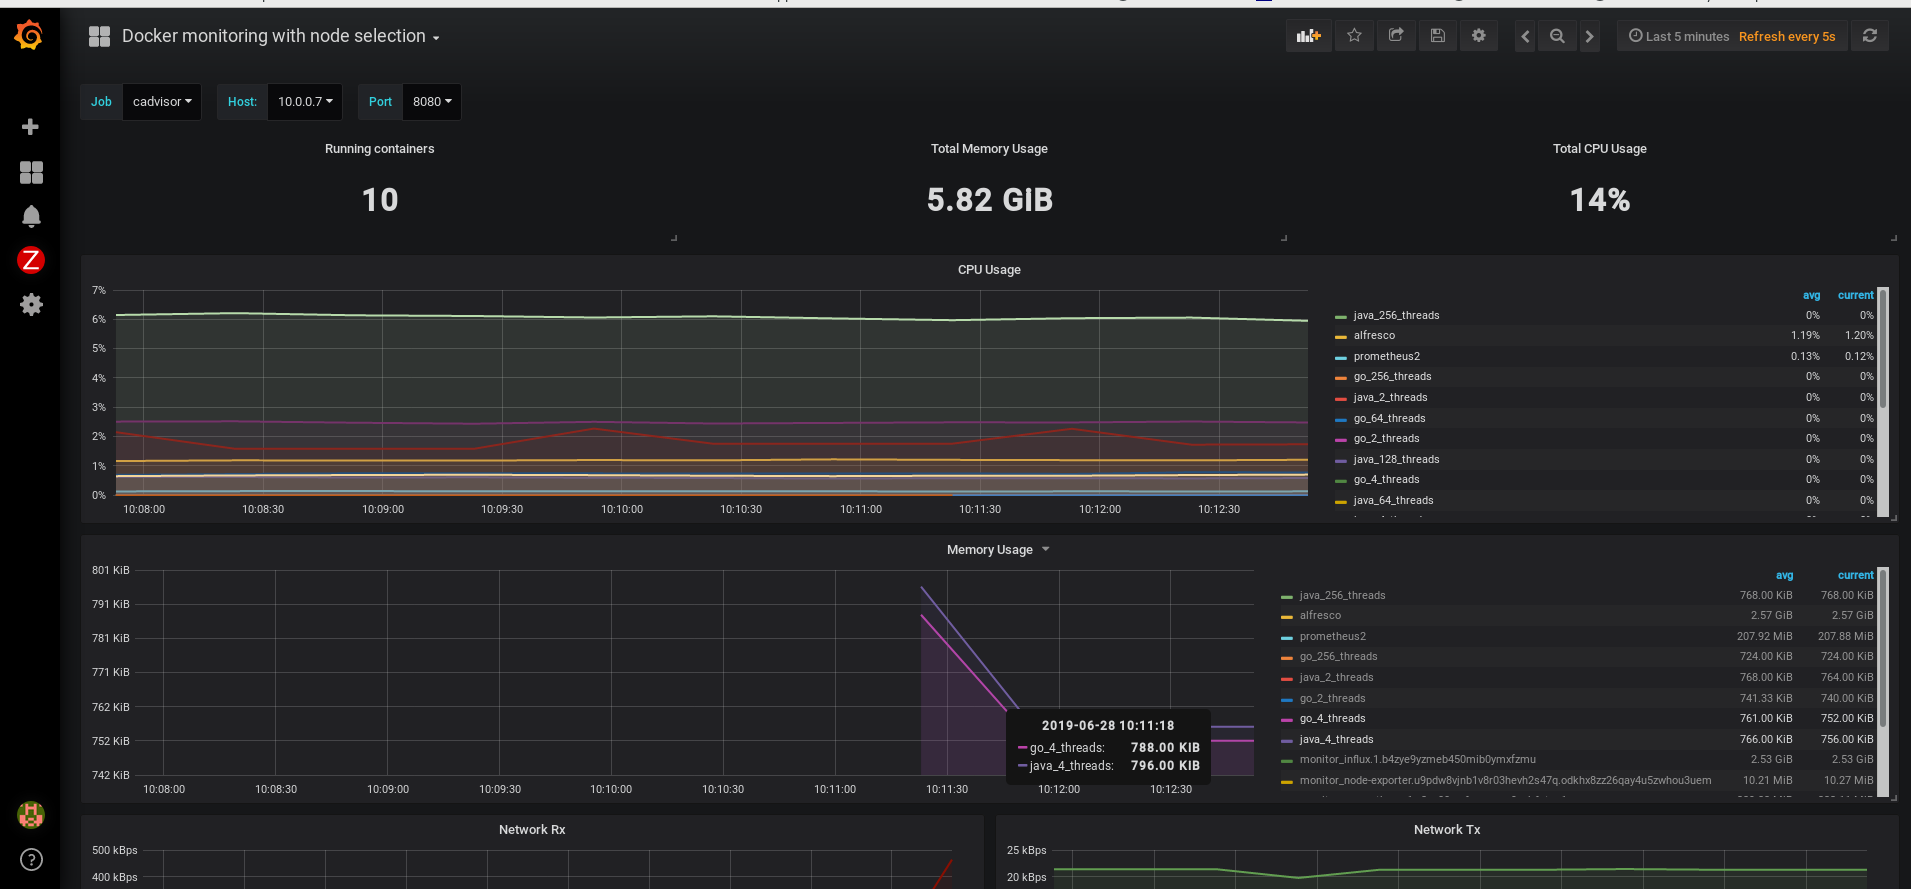 Docker monitoring with node selection
Last 5 minutes Refresh every 5s
Job cadvisor Host: 10.0.0.7 Port 8080
Running containers
10
Total Memory Usage
5.82 GiB
Total CPU Usage
14%
Z
CPU Usage
7%
6%
5%
4%
3%
2%
1%
0%
10:08:00 10:08:30 10:09:00 10:09:30 10:10:00 10:10:30 10:11:00 10:11:30 10:12:00 10:12:30
avg current
java_256_threads 0% 0%
alfresco 1.19% 1.20%
prometheus2 0.13% 0.12%
go_256_threads 0% 0%
java_2_threads 0% 0%
go_64_threads 0% 0%
go_2_threads 0% 0%
java_128_threads 0% 0%
go_4_threads 0% 0%
java_64_threads 0% 0%
Memory Usage
801 KiB
791 KiB
781 KiB
771 KiB
762 KiB
752 KiB
742 KiB
10:08:00 10:08:30 10:09:00 10:09:30 10:10:00 10:10:30 10:11:00 10:11:30 10:12:00 10:12:30
2019-06-28 10:11:18
go_4_threads: 788.00 KiB
java_4_threads: 796.00 KiB
avg current
java_256_threads 768.00 KiB 768.00 KiB
alfresco 2.57 GiB 2.57 GiB
prometheus2 207.92 MiB 207.88 MiB
go_256_threads 724.00 KiB 724.00 KiB
java_2_threads 768.00 KiB 764.00 KiB
go_2_threads 741.33 KiB 740.00 KiB
go_4_threads 761.00 KiB 752.00 KiB
java_4_threads 766.00 KiB 756.00 KiB
monitor_influx.1.b4zye9yzmeb450mib0ymxfzmu 2.53 GiB 2.53 GiB
monitor_node-exporter.u9pdw8vjnb1v8r03hevh2s47q.odkhx8zz26qay4u5zwhou3uem 10.21 MiB 10.27 MiB
Network Rx
500 kBps
400 kBps
Network Tx
25 kBps
20 kBps
?